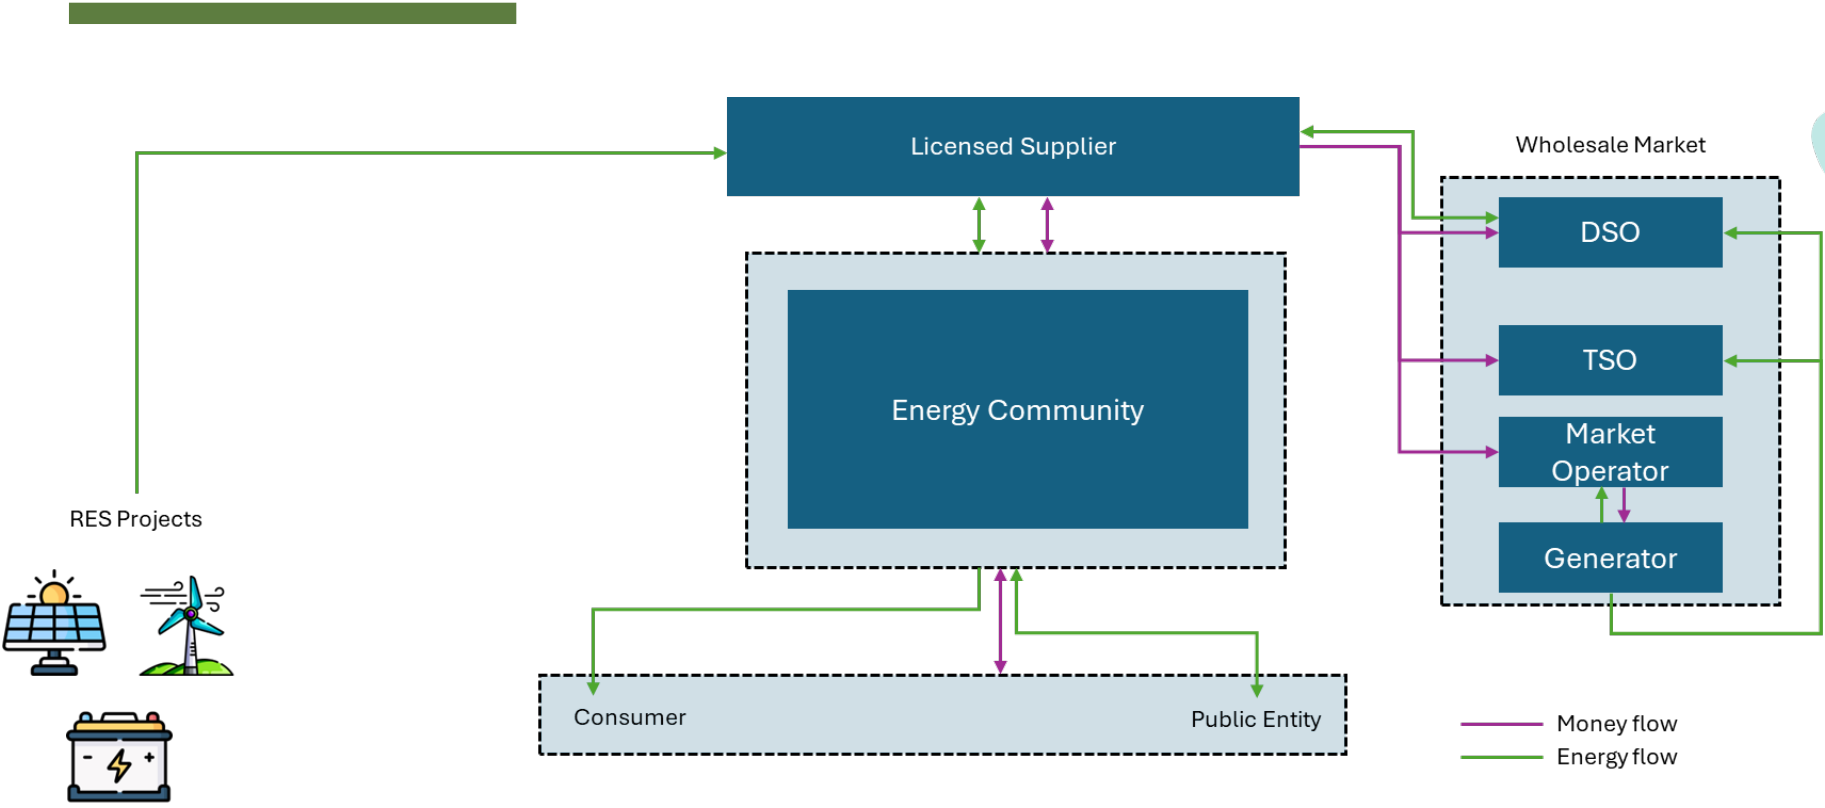 Licensed Supplier
Wholesale Market
DSO
TSO
Energy Community
Market
Operator
RES Projects
Generator
Consumer
Public Entity
Money flow
Energy flow